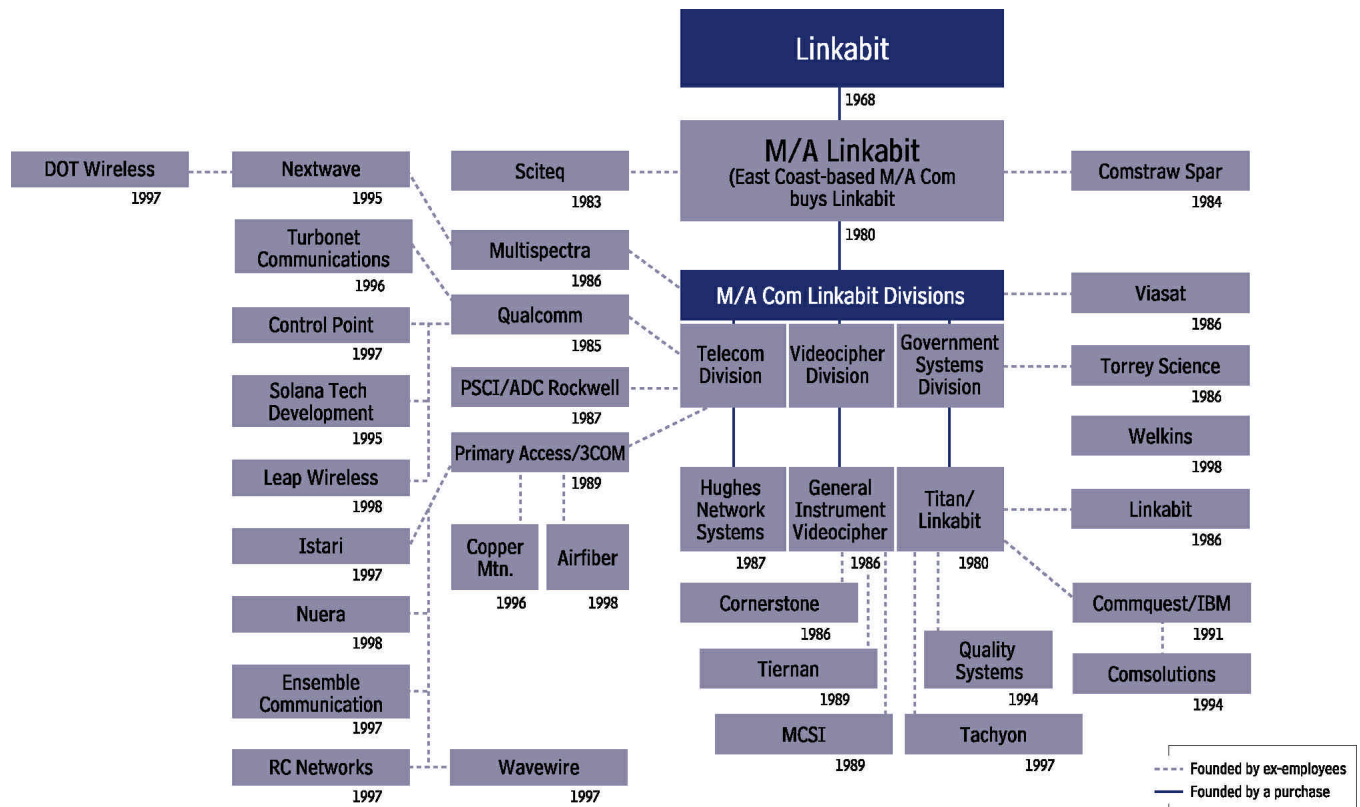 Linkabit
1968
M/A Linkabit
(East Coast-based M/A Com
buys Linkabit
1980
DOT Wireless
1997
Nextwave
1995
Sciteq
1983
Comstraw Spar
1984
Turbonet
Communications
1996
Multispectra
1986
M/A Com Linkabit Divisions
Viasat
1986
Control Point
1997
Qualcomm
1985
Telecom
Division
Videocipher
Division
Government
Systems
Division
Torrey Science
1986
Solana Tech
Development
1995
PSCI/ADC Rockwell
1987
Welkins
1998
Leap Wireless
1998
Primary Access/3COM
1989
Hughes
Network
Systems
1987
General
Instrument
Videocipher
1986
Titan/
Linkabit
1980
Linkabit
1986
Istari
1997
Copper
Mtn.
1996
Airfiber
1998
Nuera
1998
Cornerstone
1986
Commquest/IBM
1991
Ensemble
Communication
1997
Tiernan
1989
Quality
Systems
1994
Comsolutions
1994
RC Networks
1997
Wavewire
1997
MCSI
1989
Tachyon
1997
Founded by ex-employees
Founded by a purchase